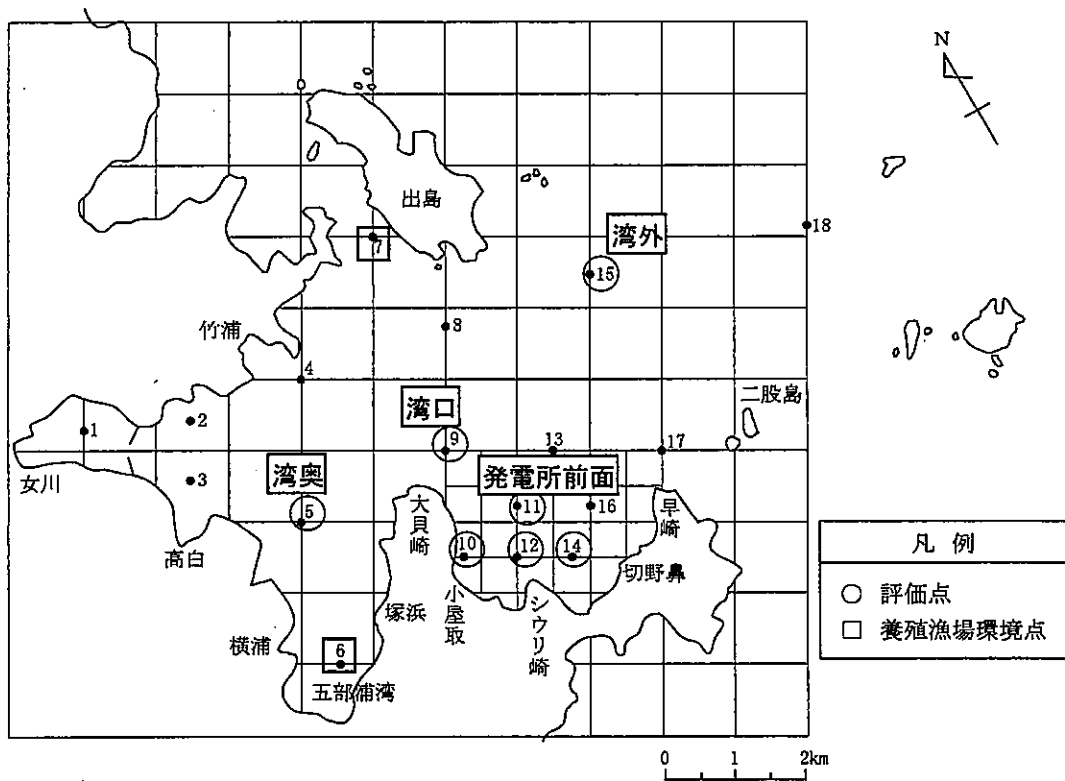 N
出島
湾外
18
7
15
竹浦
8
4
二股島
湾口
1
2
9
13
17
女川
3
湾奥
発電所前面
5
大貝崎
11
16
早崎
高白
10
12
14
切野鼻
塚浜
小屋取
シウリ崎
横浦
6
五部浦湾
凡例
○ 評価点
□ 養殖漁場環境点
0 1 2km